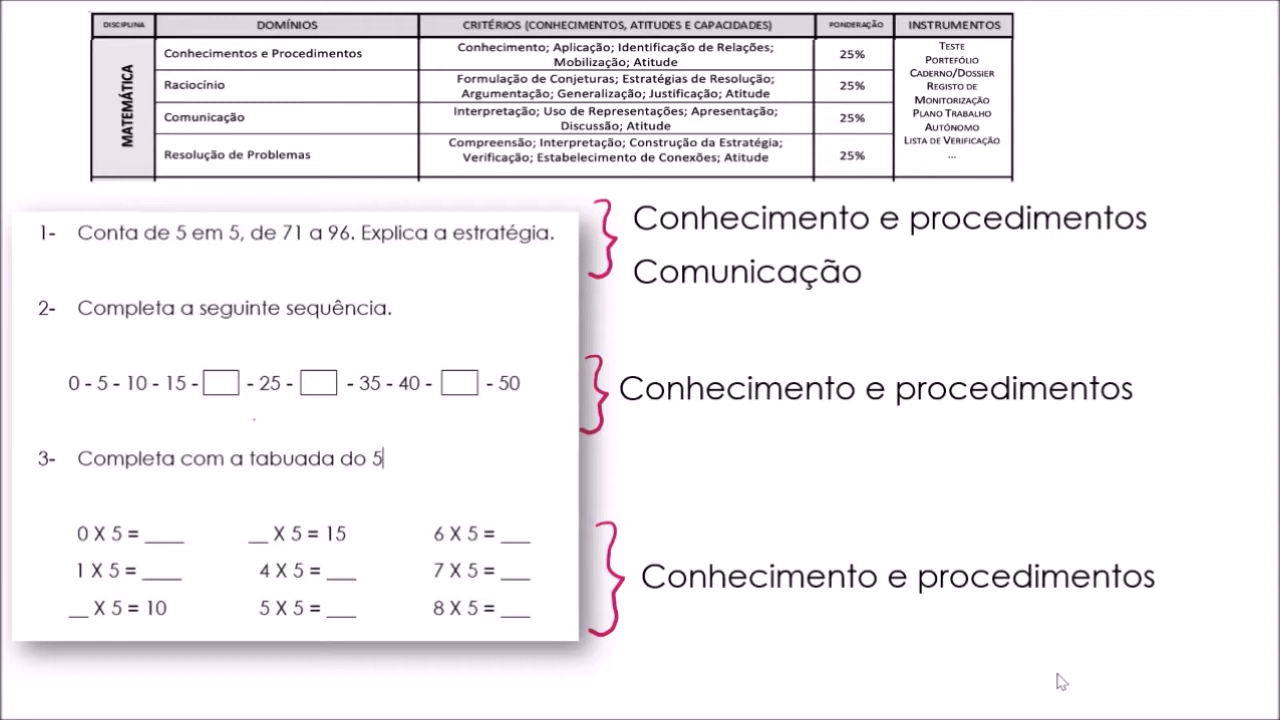 DISCIPLINA DOMÍNIOS CRITÉRIOS (CONHECIMENTOS, ATITUDES E CAPACIDADES) PONDERAÇÃO INSTRUMENTOS
MATEMÁTICA
Conhecimentos e Procedimentos
Conhecimento; Aplicação; Identificação de Relações;
Mobilização; Atitude
25%
Raciocínio
Formulação de Conjeturas; Estratégias de Resolução;
Argumentação; Generalização; Justificação; Atitude
25%
Comunicação
Interpretação; Uso de Representações; Apresentação;
Discussão; Atitude
25%
Resolução de Problemas
Compreensão; Interpretação; Construção da Estratégia;
Verificação; Estabelecimento de Conexões; Atitude
25%
TESTE
PORTEFÓLIO
CADERNO/DOSSIER
REGISTO DE
MONITORIZAÇÃO
PLANO TRABALHO
AUTÓNOMO
LISTA DE VERIFICAÇÃO
...
1- Conta de 5 em 5, de 71 a 96. Explica a estratégia.
Conhecimento e procedimentos
Comunicação
2- Completa a seguinte sequência.
0 - 5 - 10 - 15 - - 25 - - 35 - 40 - - 50
Conhecimento e procedimentos
3- Completa com a tabuada do 5
0 X 5 = ____ __ X 5 = 15 6 X 5 = ___
1 X 5 = ____ 4 X 5 = ___ 7 X 5 = ___
__ X 5 = 10 5 X 5 = ___ 8 X 5 = ___
Conhecimento e procedimentos